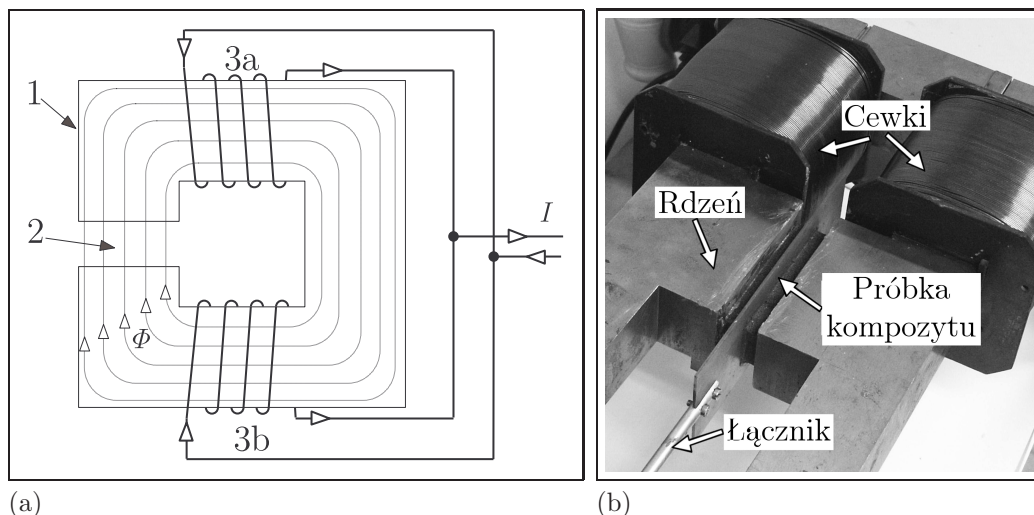 1
3a
I
2
Φ
3b
(a)
Cewki
Rdzeń
Próbka
kompozytu
Łącznik
(b)